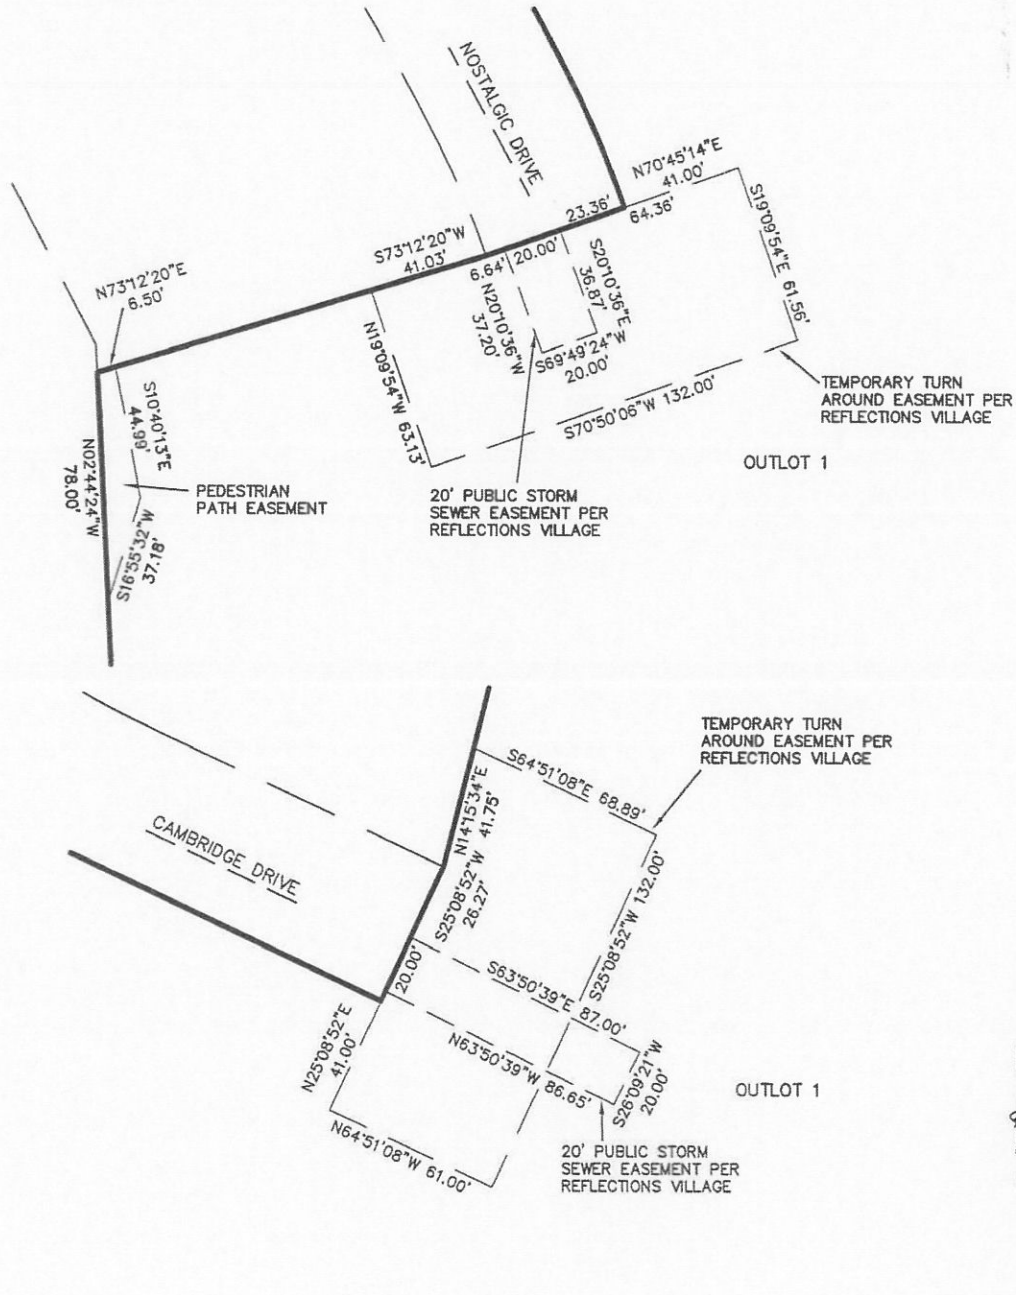 NOSTALGIC DRIVE
N70°45'14"E
41.00'
23.36'
64.36'
S19°09'54"E 61.56'
S73°12'20"W
41.03'
6.64'
20.00'
S20°10'36"E
36.87'
N20°10'36"W
37.20'
S69°49'24"W
20.00'
N73°12'20"E
6.50'
N19°09'54"W 63.13'
S70°50'06"W 132.00'
TEMPORARY TURN
AROUND EASEMENT PER
REFLECTIONS VILLAGE
OUTLOT 1
S10°40'13"E
44.99'
N02°44'24"W
78.00'
PEDESTRIAN
PATH EASEMENT
S16°55'32"W
37.18'
20' PUBLIC STORM
SEWER EASEMENT PER
REFLECTIONS VILLAGE
TEMPORARY TURN
AROUND EASEMENT PER
REFLECTIONS VILLAGE
S64°51'08"E 68.89'
N14°15'34"E
41.75'
CAMBRIDGE DRIVE
S25°08'52"W
26.27'
S25°08'52"W 132.00'
20.00'
S63°50'39"E 87.00'
N63°50'39"W 86.65'
N25°08'52"E
41.00'
S26°09'21"W
20.00'
OUTLOT 1
N64°51'08"W 61.00'
20' PUBLIC STORM
SEWER EASEMENT PER
REFLECTIONS VILLAGE